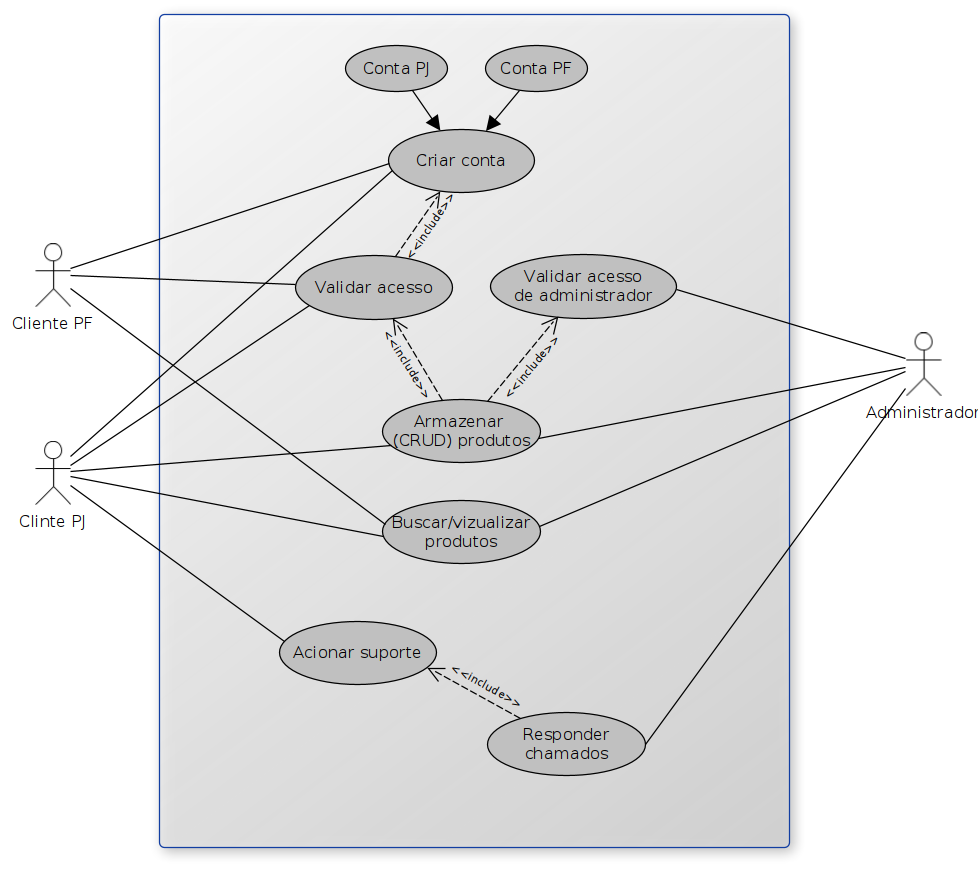 Conta PJ
Conta PF
Criar conta
<<include>>
Validar acesso
Validar acesso
de administrador
Cliente PF
<<include>>
<<include>>
Administrador
Armazenar
(CRUD) produtos
Clinte PJ
Buscar/vizualizar
produtos
Acionar suporte
<<include>>
Responder
chamados